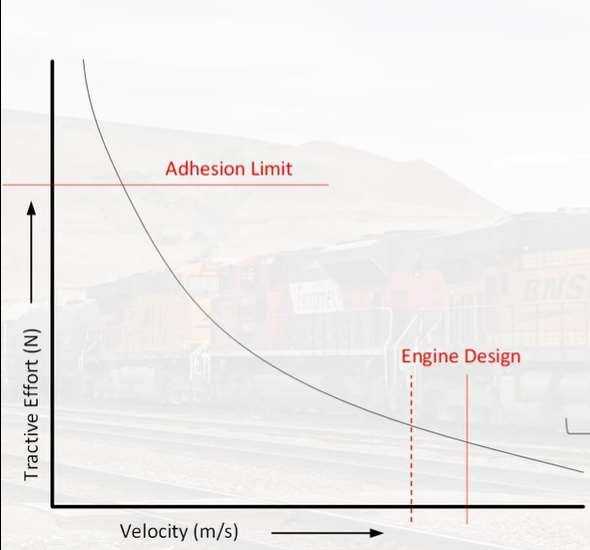 Adhesion Limit
Engine Design
Tractive Effort (N)
Velocity (m/s)